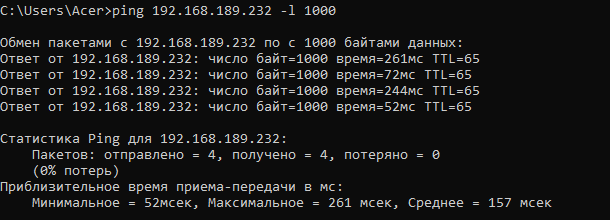 C:\Users\Acer>ping 192.168.189.232 -l 1000
Обмен пакетами с 192.168.189.232 по с 1000 байтами данных:
Ответ от 192.168.189.232: число байт=1000 время=261мс TTL=65
Ответ от 192.168.189.232: число байт=1000 время=72мс TTL=65
Ответ от 192.168.189.232: число байт=1000 время=244мс TTL=65
Ответ от 192.168.189.232: число байт=1000 время=52мс TTL=65
Статистика Ping для 192.168.189.232:
Пакетов: отправлено = 4, получено = 4, потеряно = 0
(0% потерь)
Приблизительное время приема-передачи в мс:
Минимальное = 52мсек, Максимальное = 261 мсек, Среднее = 157 мсек